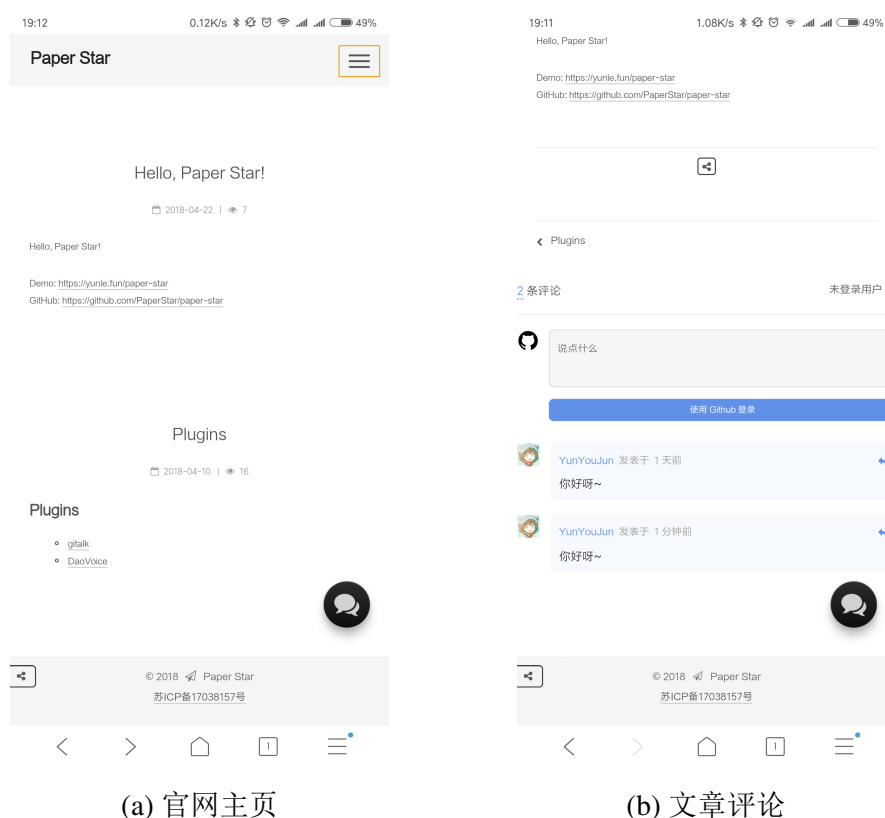 19:12 0.12K/s 49%
Paper Star
Hello, Paper Star!
2018-04-22 | 7
Hello, Paper Star!
Demo: https://yunle.fun/paper-star
GitHub: https://github.com/PaperStar/paper-star
Plugins
2018-04-10 | 16
Plugins
gitalk
DaoVoice
© 2018 Paper Star
苏ICP备17038157号
1
(a) 官网主页
19:11 1.08K/s 49%
Hello, Paper Star!
Demo: https://yunle.fun/paper-star
GitHub: https://github.com/PaperStar/paper-star
Plugins
2 条评论 未登录用户
说点什么
使用 Github 登录
YunYouJun 发表于 1 天前
你好呀~
YunYouJun 发表于 1 分钟前
你好呀~
© 2018 Paper Star
苏ICP备17038157号
1
(b) 文章评论